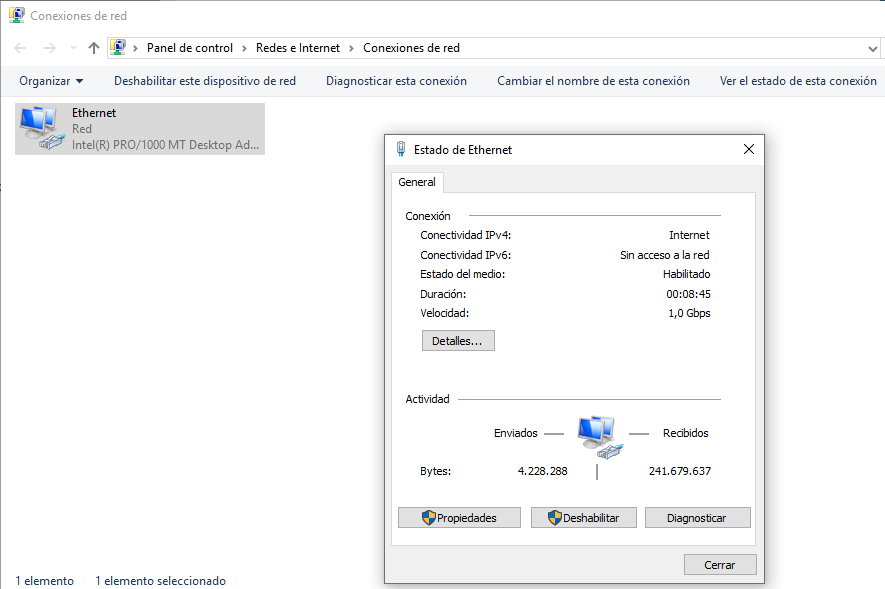 Conexiones de red
Panel de control > Redes e Internet > Conexiones de red
Organizar Deshabilitar este dispositivo de red Diagnosticar esta conexión Cambiar el nombre de esta conexión Ver el estado de esta conexión
Ethernet
Red
Intel(R) PRO/1000 MT Desktop Ad...
Estado de Ethernet
General
Conexión
Conectividad IPv4: Internet
Conectividad IPv6: Sin acceso a la red
Estado del medio: Habilitado
Duración: 00:08:45
Velocidad: 1,0 Gbps
Detalles...
Actividad
Enviados Recibidos
Bytes: 4.228.288 241.679.637
Propiedades Deshabilitar Diagnosticar
Cerrar
1 elemento 1 elemento seleccionado